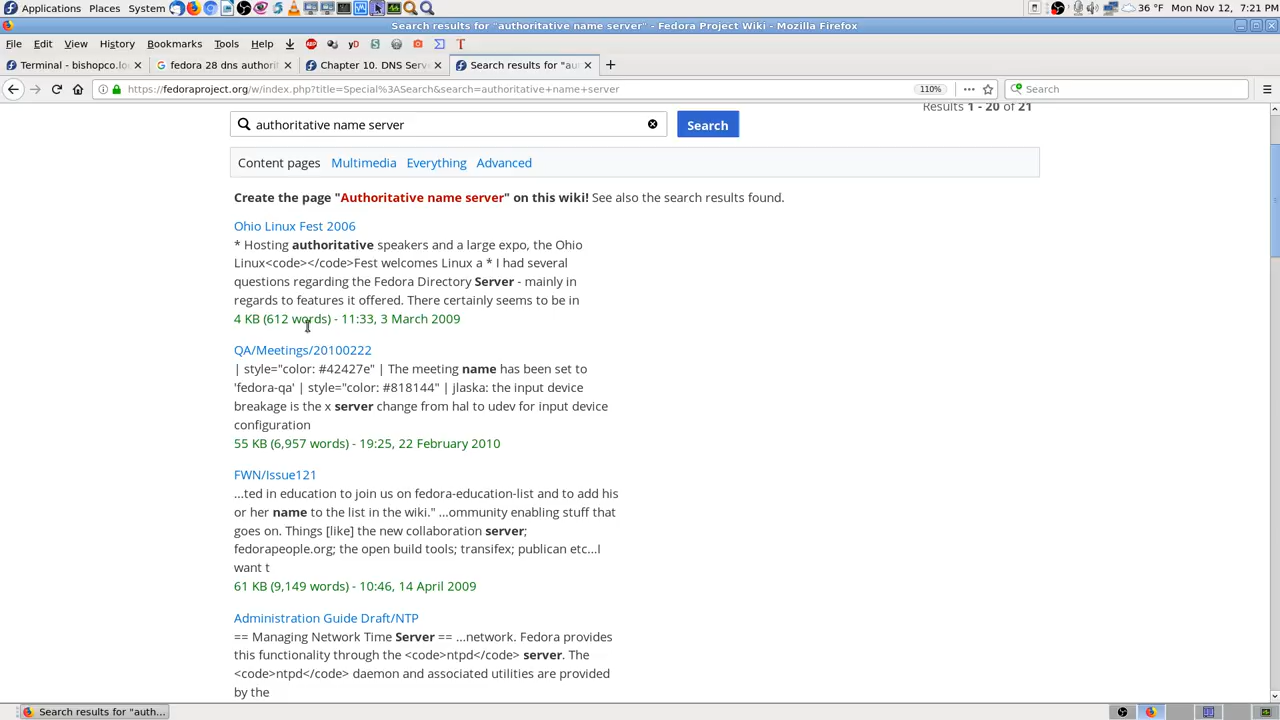 Applications Places System 36 °F Mon Nov 12, 7:21 PM
Search results for "authoritative name server" - Fedora Project Wiki - Mozilla Firefox
File Edit View History Bookmarks Tools Help
Terminal - bishopco.lo
fedora 28 dns authorit
Chapter 10. DNS Serv
Search results for "au
https://fedoraproject.org/w/index.php?title=Special%3ASearch&search=authoritative+name+server 110% Search
Results 1 - 20 of 21
authoritative name server Search
Content pages Multimedia Everything Advanced
Create the page "Authoritative name server" on this wiki! See also the search results found.
Ohio Linux Fest 2006
* Hosting authoritative speakers and a large expo, the Ohio
Linux<code></code>Fest welcomes Linux a * I had several
questions regarding the Fedora Directory Server - mainly in
regards to features it offered. There certainly seems to be in
4 KB (612 words) - 11:33, 3 March 2009
QA/Meetings/20100222
| style="color: #42427e" | The meeting name has been set to
'fedora-qa' | style="color: #818144" | jlaska: the input device
breakage is the x server change from hal to udev for input device
configuration
55 KB (6,957 words) - 19:25, 22 February 2010
FWN/Issue121
...ted in education to join us on fedora-education-list and to add his
or her name to the list in the wiki." ...ommunity enabling stuff that
goes on. Things [like] the new collaboration server;
fedorapeople.org; the open build tools; transifex; publican etc...I
want t
61 KB (9,149 words) - 10:46, 14 April 2009
Administration Guide Draft/NTP
== Managing Network Time Server == ...network. Fedora provides
this functionality through the <code>ntpd</code> server. The
<code>ntpd</code> daemon and associated utilities are provided
by the
Search results for "auth...